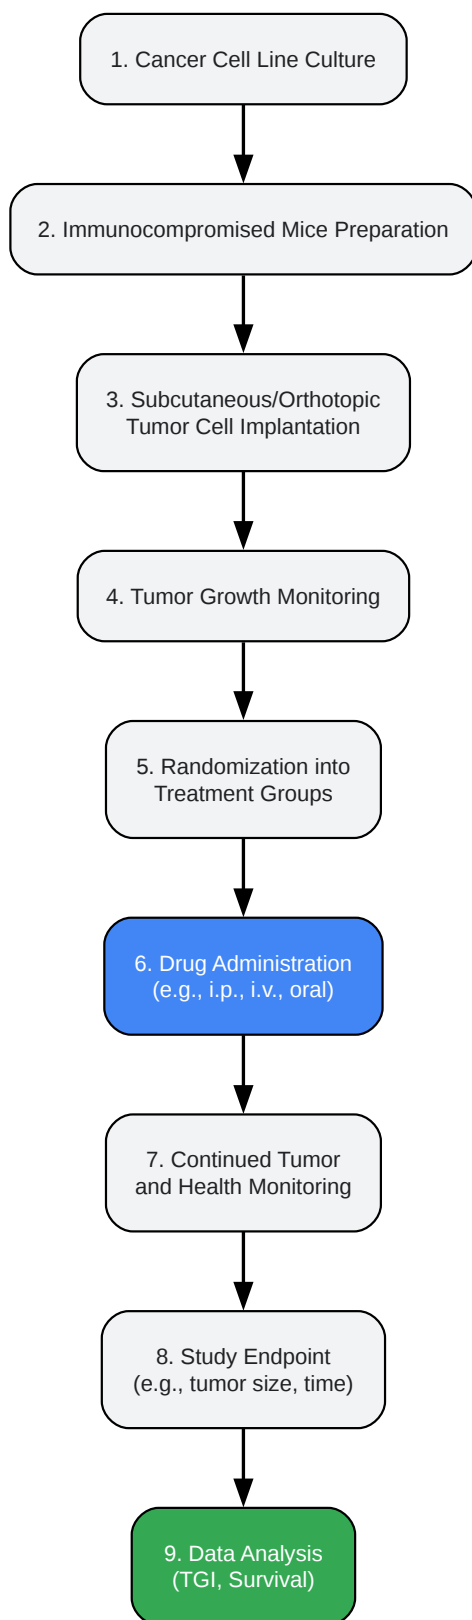 1. Cancer Cell Line Culture
2. Immunocompromised Mice Preparation
3. Subcutaneous/Orthotopic
Tumor Cell Implantation
4. Tumor Growth Monitoring
5. Randomization into
Treatment Groups
6. Drug Administration
(e.g., i.p., i.v., oral)
7. Continued Tumor
and Health Monitoring
8. Study Endpoint
(e.g., tumor size, time)
9. Data Analysis
(TGI, Survival)